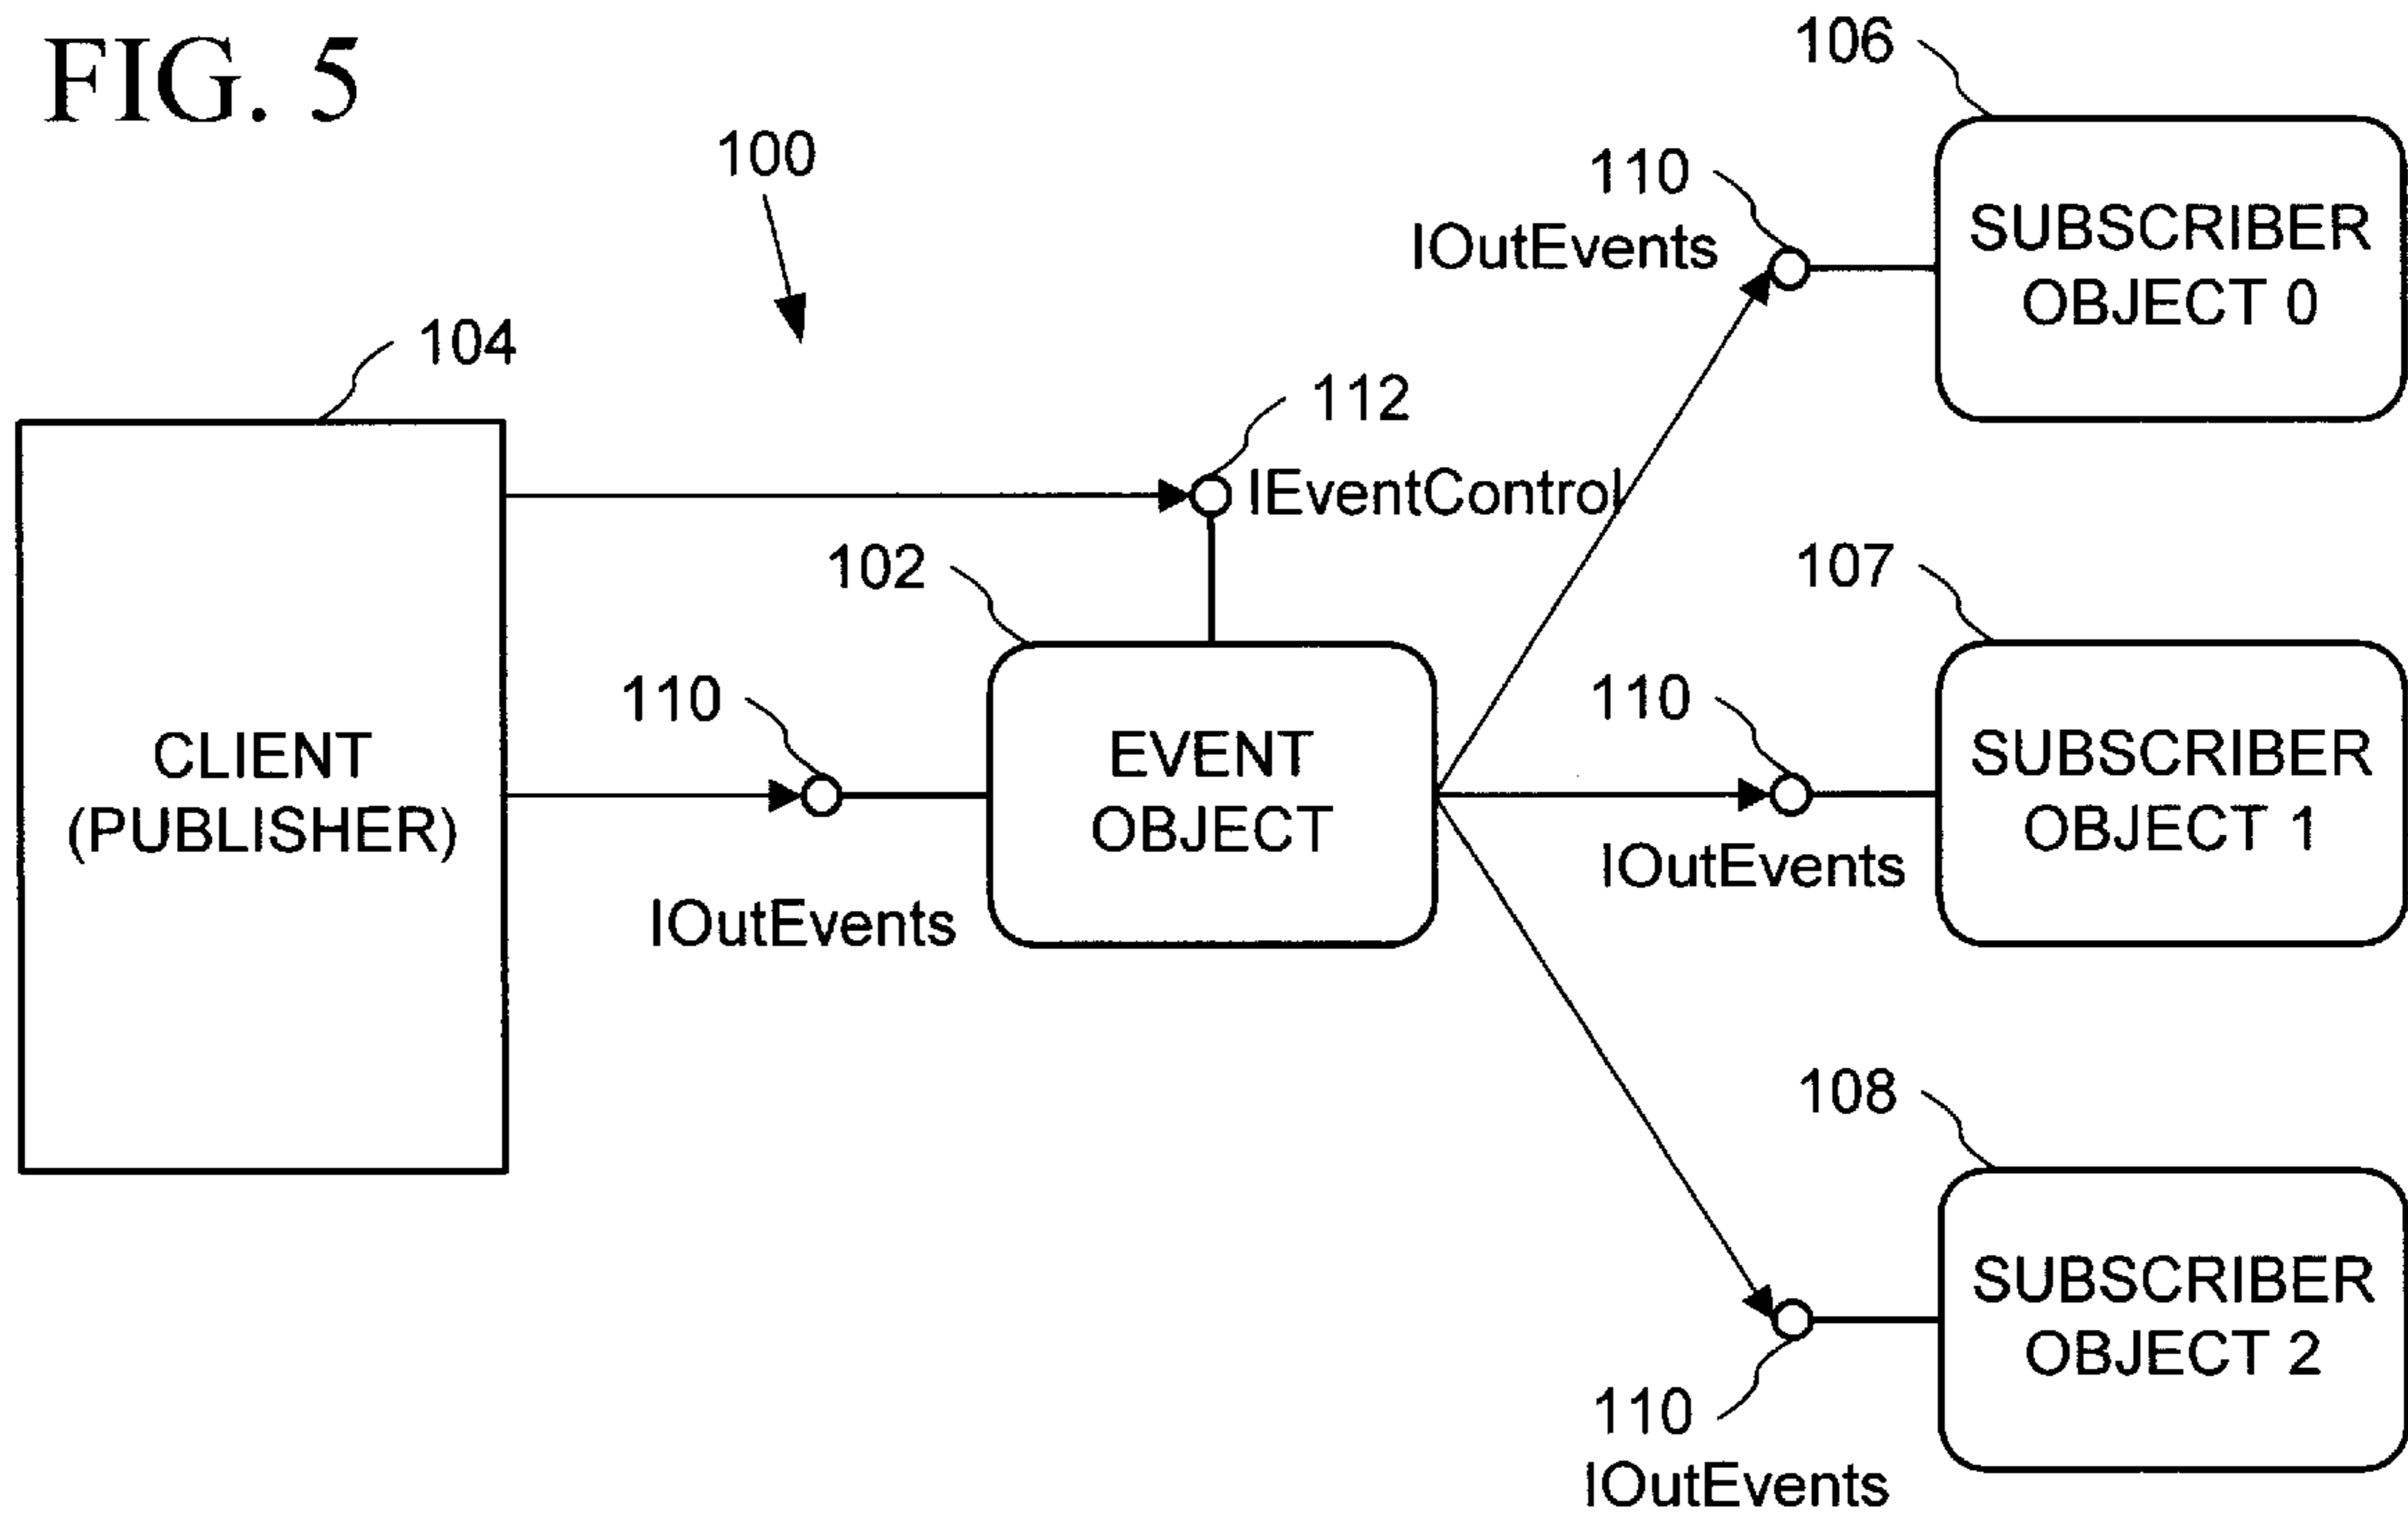 FIG. 5
106
100
110
IOutEvents
SUBSCRIBER
OBJECT 0
104
112
IEventControl
102
107
110
110
CLIENT
(PUBLISHER)
EVENT
OBJECT
SUBSCRIBER
OBJECT 1
IOutEvents
IOutEvents
108
SUBSCRIBER
OBJECT 2
110
IOutEvents